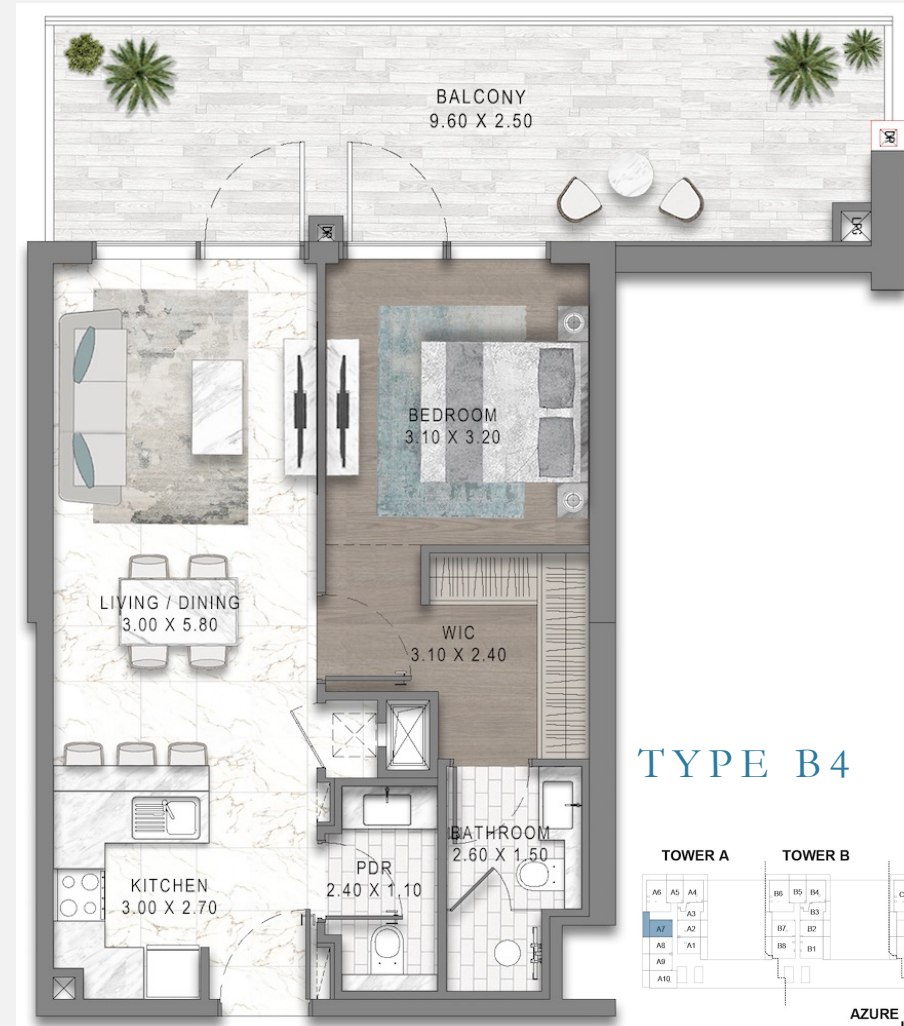 BALCONY
9.60 X 2.50
DR
DR
LPG
BEDROOM
3.10 X 3.20
LIVING / DINING
3.00 X 5.80
WIC
3.10 X 2.40
TYPE B4
BATHROOM
2.60 X 1.50
PDR
2.40 X 1.10
KITCHEN
3.00 X 2.70
TOWER A TOWER B
A6 A5 A4 B6 B5 B4
A3 B3
A7 A2 B7 B2
A8 A1 B8 B1
A9
A10
AZURE